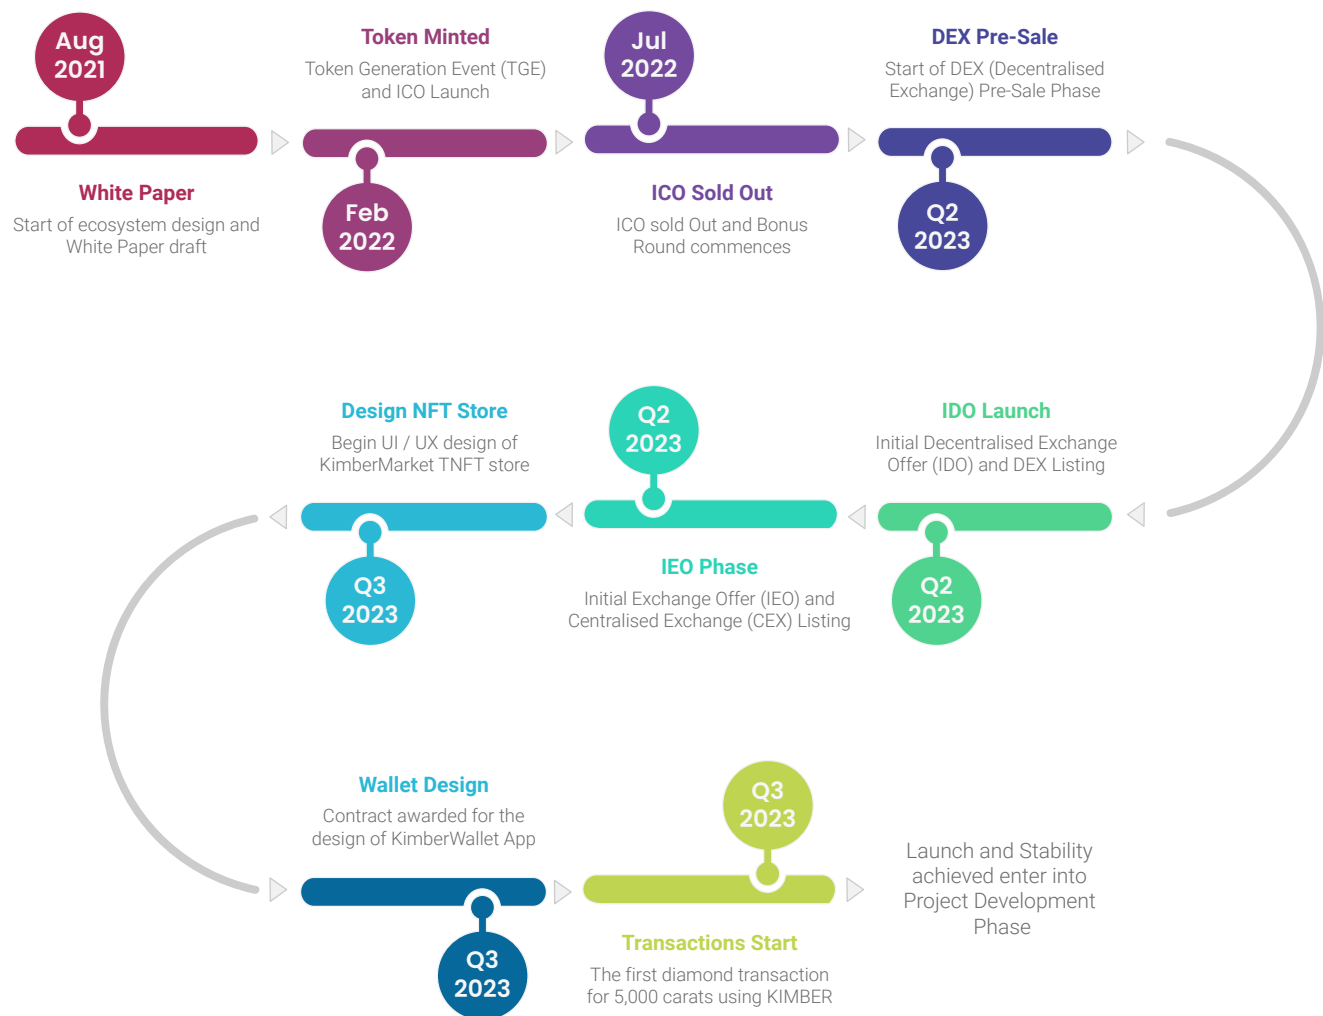 Aug
2021
White Paper
Start of ecosystem design and
White Paper draft
Token Minted
Token Generation Event (TGE)
and ICO Launch
Feb
2022
Jul
2022
ICO Sold Out
ICO sold Out and Bonus
Round commences
DEX Pre-Sale
Start of DEX (Decentralised
Exchange) Pre-Sale Phase
Q2
2023
IDO Launch
Initial Decentralised Exchange
Offer (IDO) and DEX Listing
Q2
2023
Q2
2023
IEO Phase
Initial Exchange Offer (IEO) and
Centralised Exchange (CEX) Listing
Design NFT Store
Begin UI / UX design of
KimberMarket TNFT store
Q3
2023
Wallet Design
Contract awarded for the
design of KimberWallet App
Q3
2023
Q3
2023
Transactions Start
The first diamond transaction
for 5,000 carats using KIMBER
Launch and Stability
achieved enter into
Project Development
Phase